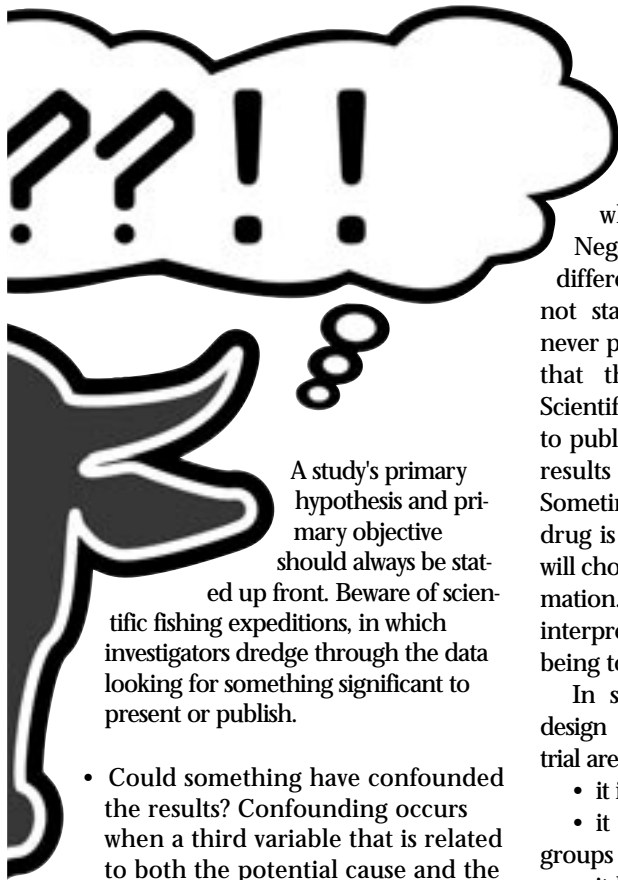 ??!!
A study's primary
hypothesis and pri-
mary objective
should always be stat-
ed up front. Beware of scien-
tific fishing expeditions, in which
investigators dredge through the data
looking for something significant to
present or publish.
• Could something have confounded
the results? Confounding occurs
when a third variable that is related
to both the potential cause and the
differe
not sta
never p
that th
Scientif
to publ
results
Sometin
drug is
will cho
mation.
interpre
being to
In s
design
trial are
• it i
• it
groups